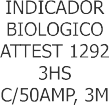 INDICADOR
BIOLOGICO
ATTEST 1292
3HS
C/50AMP, 3M